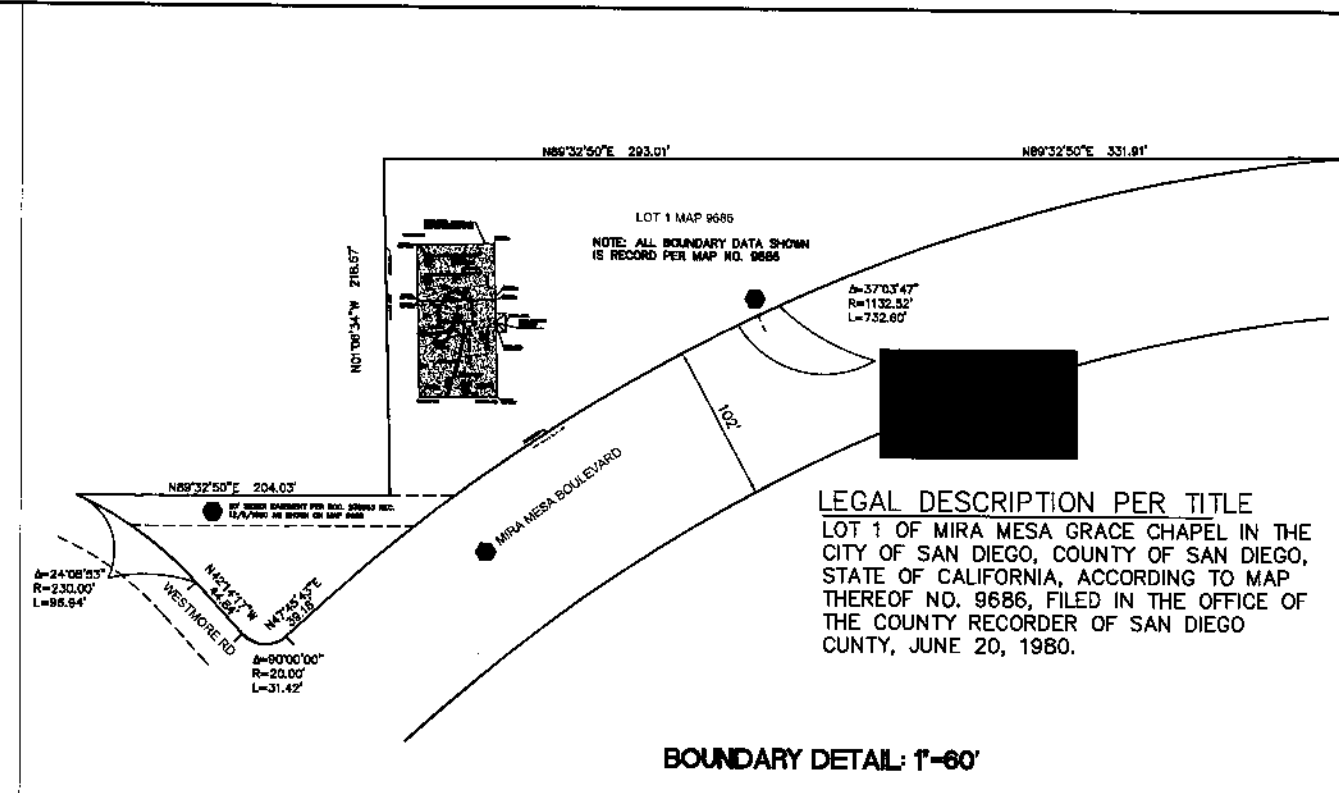 N89°32'50"E 293.01'
N89°32'50"E 331.91'
LOT 1 MAP 9686
NOTE: ALL BOUNDARY DATA SHOWN
IS RECORD PER MAP NO. 9686
N01°08'34"W 218.67'
Δ=37°03'47"
R=1132.52'
L=732.60'
102'
MIRA MESA BOULEVARD
N89°32'50"E 204.03'
Δ=24°08'53"
R=230.00'
L=96.94'
WESTMORE RD
N42°14'17"W
44.64'
N47°45'43"E
39.18'
Δ=90°00'00"
R=20.00'
L=31.42'
LEGAL DESCRIPTION PER TITLE
LOT 1 OF MIRA MESA GRACE CHAPEL IN THE
CITY OF SAN DIEGO, COUNTY OF SAN DIEGO,
STATE OF CALIFORNIA, ACCORDING TO MAP
THEREOF NO. 9686, FILED IN THE OFFICE OF
THE COUNTY RECORDER OF SAN DIEGO
CUNTY, JUNE 20, 1980.
BOUNDARY DETAIL: 1"=60'